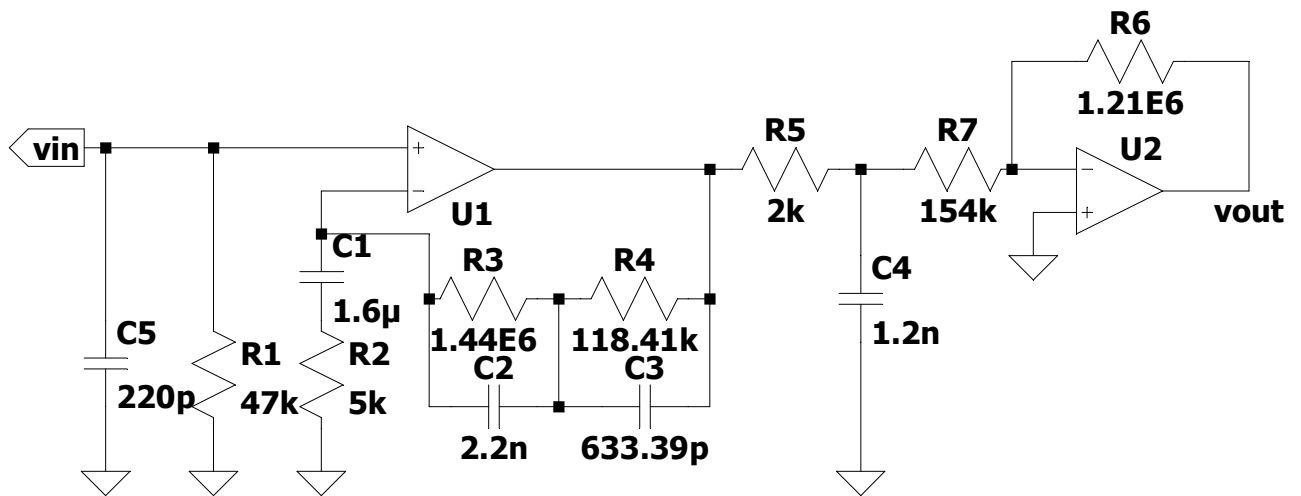 R6
1.21E6
vin
+
−
U1
R5
2k
R7
154k
−
+
U2
vout
C1
1.6µ
R3
1.44E6
R4
118.41k
C4
1.2n
C5
220p
R1
47k
R2
5k
C2
2.2n
C3
633.39p